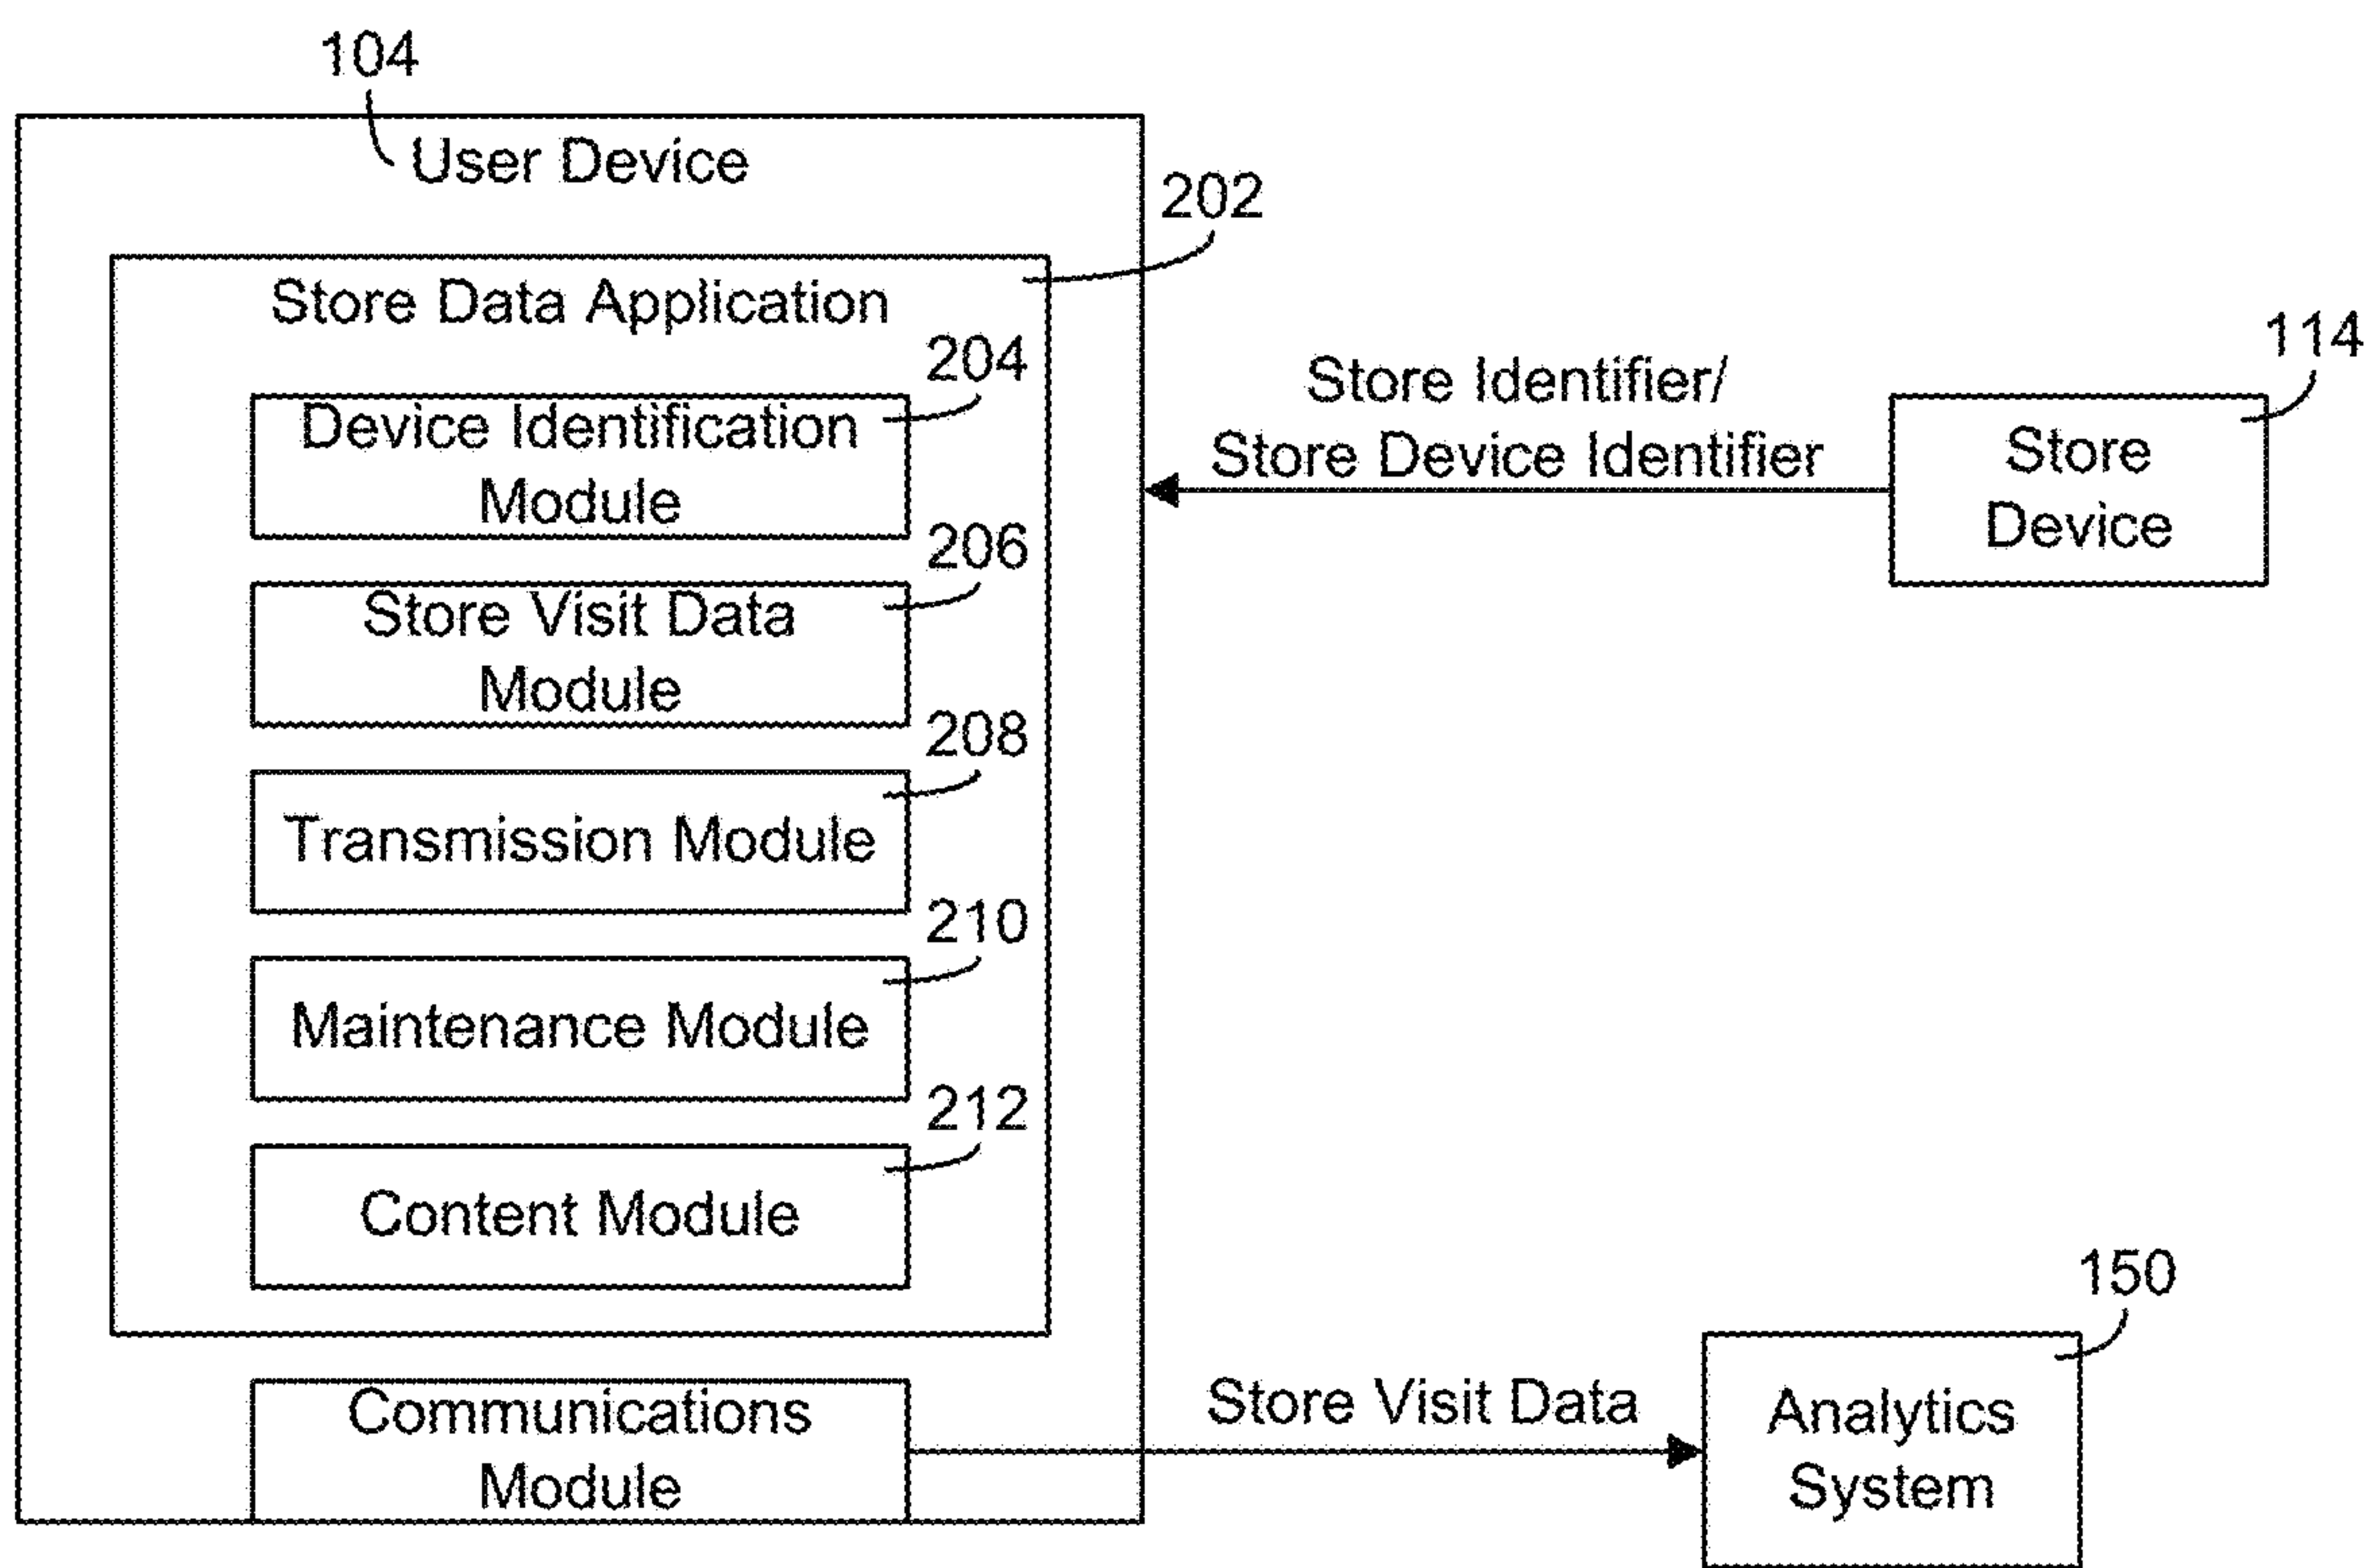 104
User Device
202
Store Data Application
204
Device Identification
Module
206
Store Visit Data
Module
208
Transmission Module
210
Maintenance Module
212
Content Module
Communications
Module
Store Identifier/
Store Device Identifier
114
Store
Device
Store Visit Data
150
Analytics
System